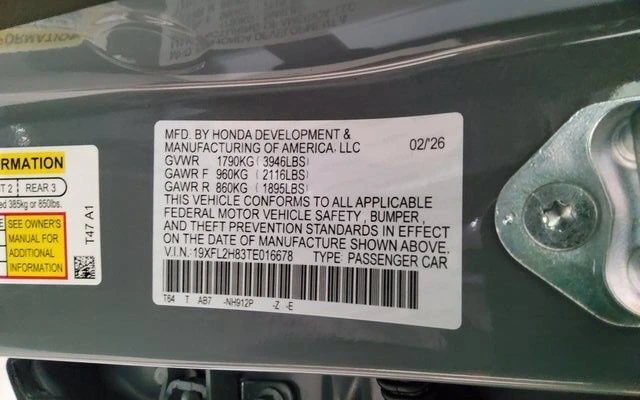 MFD. BY HONDA DEVELOPMENT &
MANUFACTURING OF AMERICA, LLC 02/'26
GVWR 1790KG (3946LBS)
GAWR F 960KG (2116LBS)
GAWR R 860KG (1895LBS)
THIS VEHICLE CONFORMS TO ALL APPLICABLE
FEDERAL MOTOR VEHICLE SAFETY, BUMPER,
AND THEFT PREVENTION STANDARDS IN EFFECT
ON THE DATE OF MANUFACTURE SHOWN ABOVE.
V.I.N. 19XFL2H83TE016678 TYPE PASSENGER CAR
T64 T AB7 -NH912P -Z -E
RMATION
T 2 REAR 3
ed 385kg or 850lbs.
SEE OWNER'S
MANUAL FOR
ADDITIONAL
INFORMATION
T47 A1